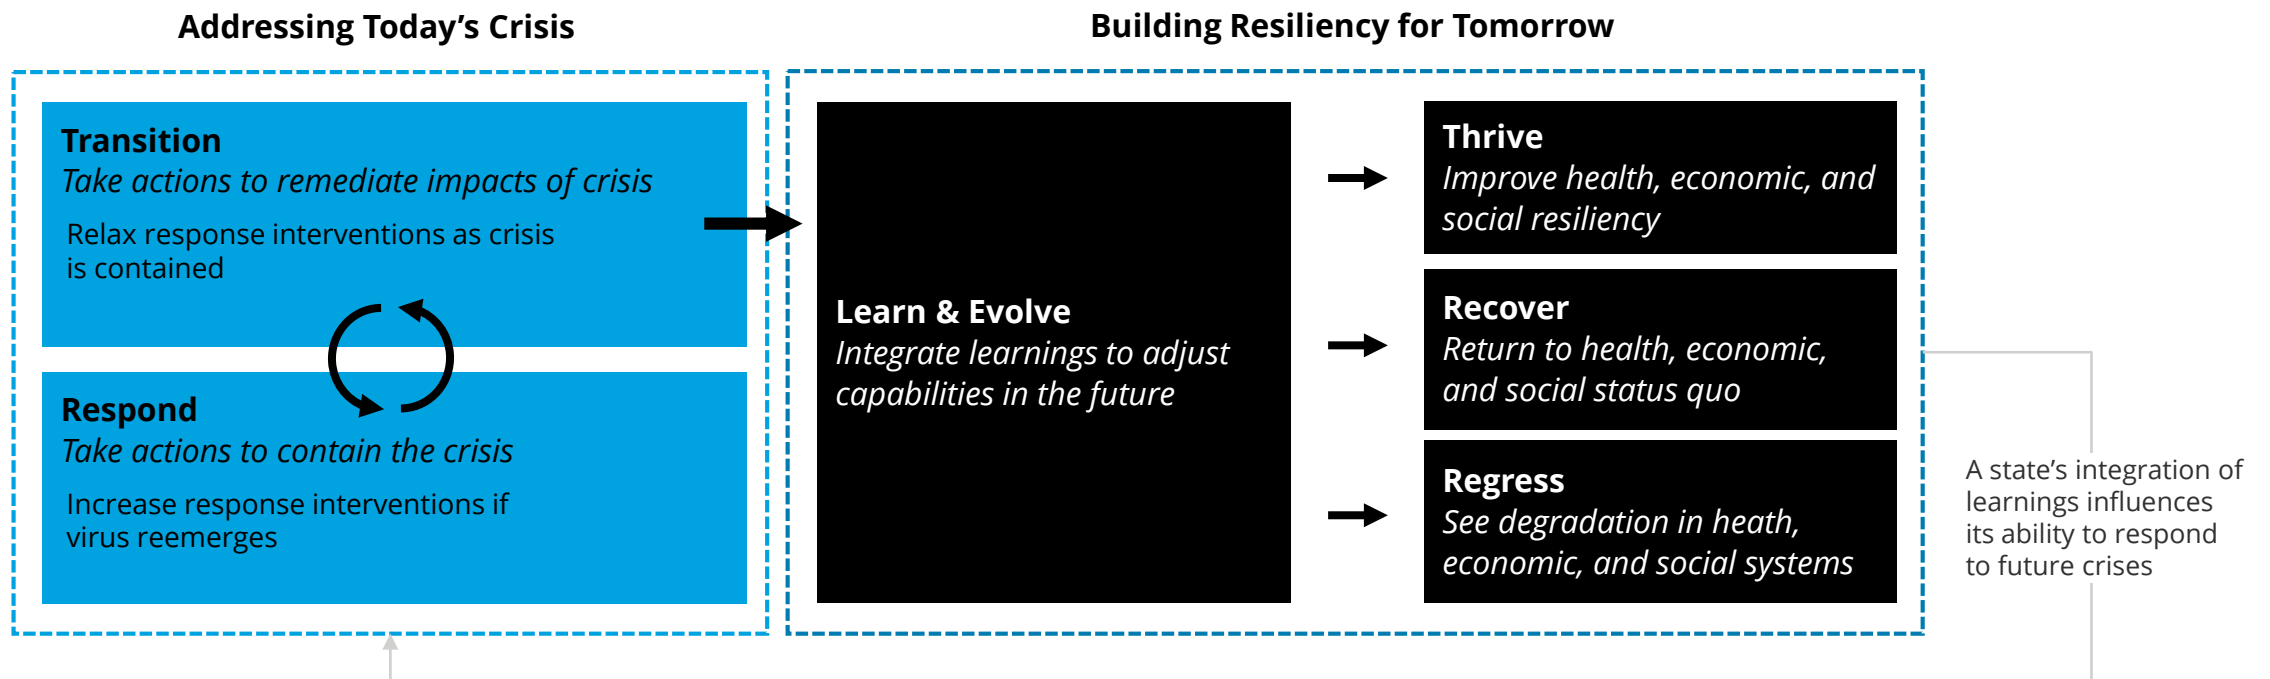 Addressing Today’s Crisis
Building Resiliency for Tomorrow
Transition
Take actions to remediate impacts of crisis
Relax response interventions as crisis
is contained
Respond
Take actions to contain the crisis
Increase response interventions if
virus reemerges
Learn & Evolve
Integrate learnings to adjust
capabilities in the future
Thrive
Improve health, economic, and
social resiliency
Recover
Return to health, economic,
and social status quo
Regress
See degradation in heath,
economic, and social systems
A state’s integration of
learnings influences
its ability to respond
to future crises